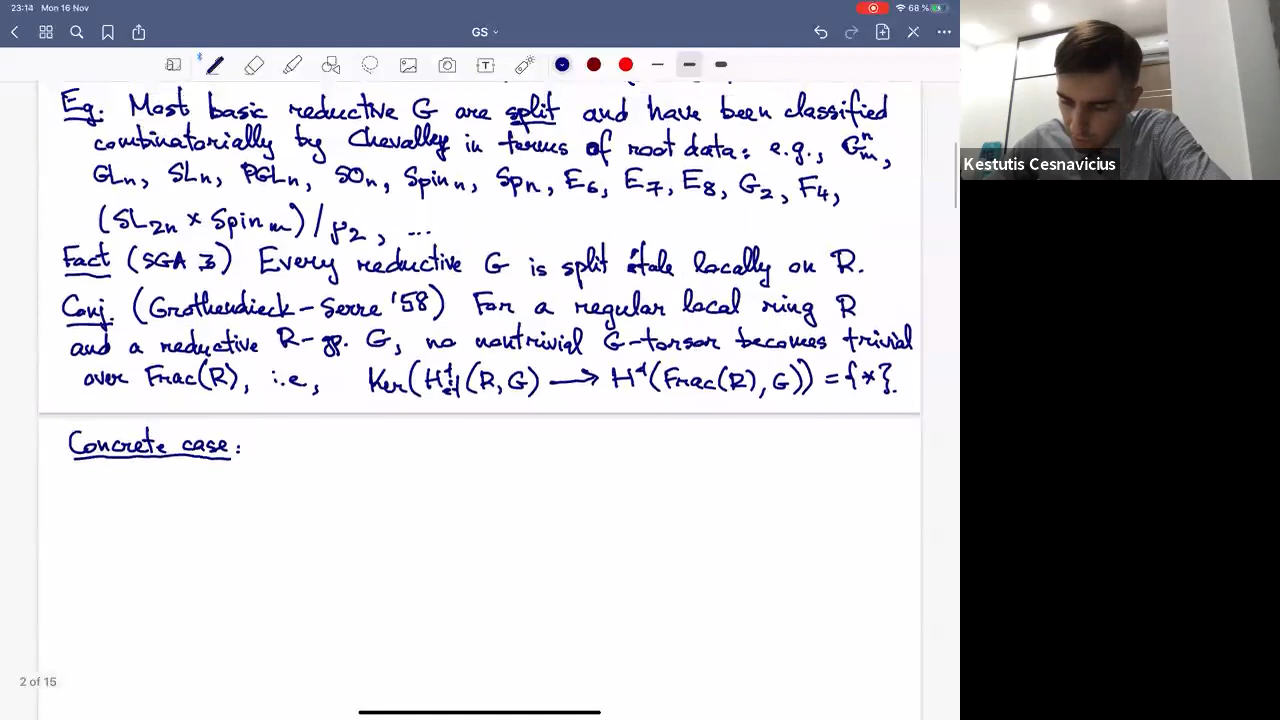 23:14 Mon 16 Nov
68 %
GS
Eg. Most basic reductive G are split and have been classified
combinatorially by Chevalley in terms of root data: e.g., G_m^n,
GL_n, SL_n, PGL_n, SO_n, Spin_n, Sp_n, E_6, E_7, E_8, G_2, F_4,
(SL_2n × Spin_m) / μ_2, ...
Fact (SGA 3) Every reductive G is split étale locally on R.
Conj. (Grothendieck – Serre '58) For a regular local ring R
and a reductive R-gp. G, no nontrivial G-torsor becomes trivial
over Frac(R), i.e., Ker(H^1_ét(R, G) → H^1(Frac(R), G)) = {*}.
Concrete case:
2 of 15
Kestutis Cesnavicius